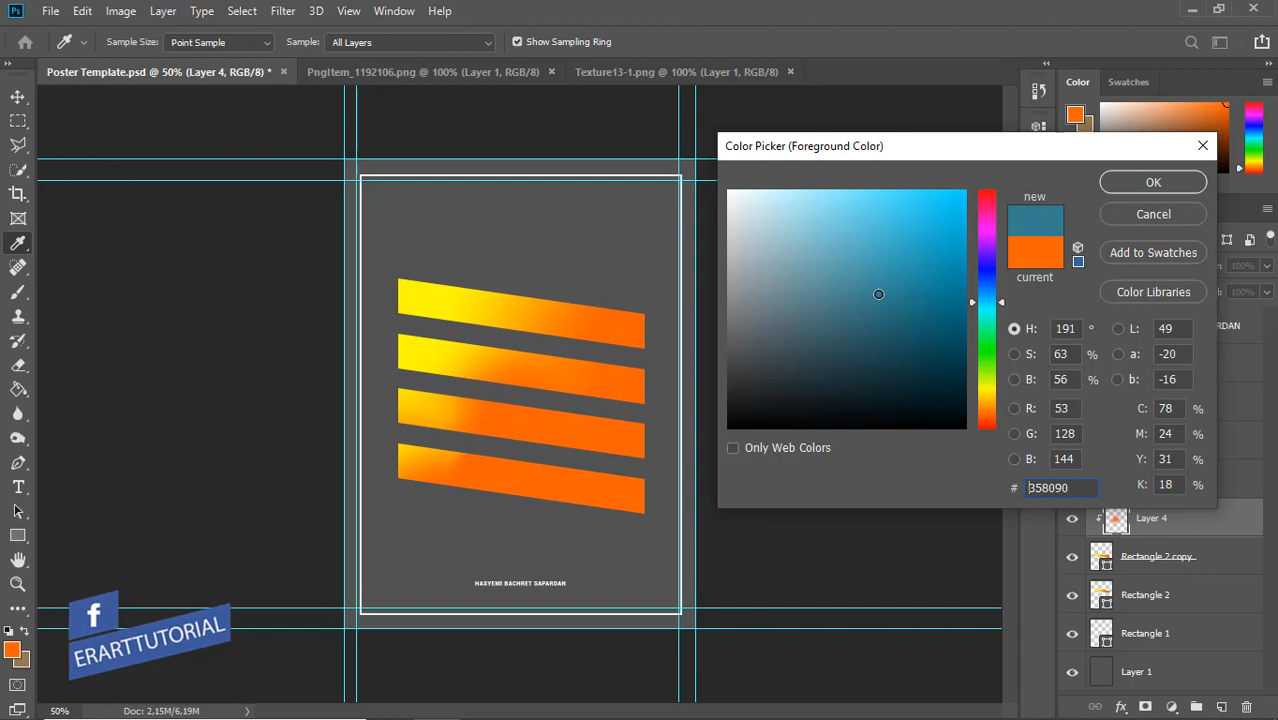 Ps File Edit Image Layer Type Select Filter 3D View Window Help
Sample Size: Point Sample Sample: All Layers Show Sampling Ring
Poster Template.psd @ 50% (Layer 4, RGB/8) * PngItem_1192106.png @ 100% (Layer 1, RGB/8) Texture13-1.png @ 100% (Layer 1, RGB/8) Color Swatches
Color Picker (Foreground Color)
new
OK
Cancel
Add to Swatches
current
Color Libraries
100%
100%
H: 191 ° L: 49
S: 63 % a: -20
B: 56 % b: -16
R: 53 C: 78 %
G: 128 M: 24 %
B: 144 Y: 31 %
# 358090 K: 18 %
Only Web Colors
RDAN
Layer 4
Rectangle 2 copy
Rectangle 2
Rectangle 1
Layer 1
HASYEMI BACHRET SAPARDAN
f
ERARTTUTORIAL
50% Doc: 2,15M/6,19M